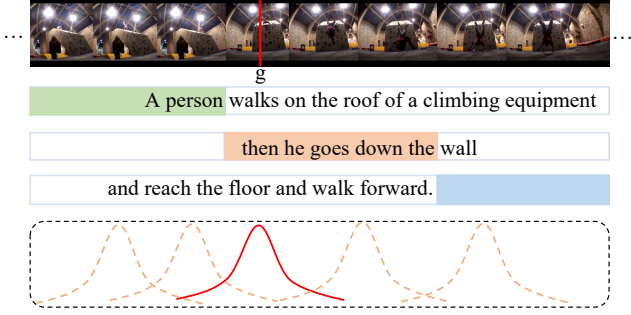 ... ...
g
A person walks on the roof of a climbing equipment
then he goes down the wall
and reach the floor and walk forward.